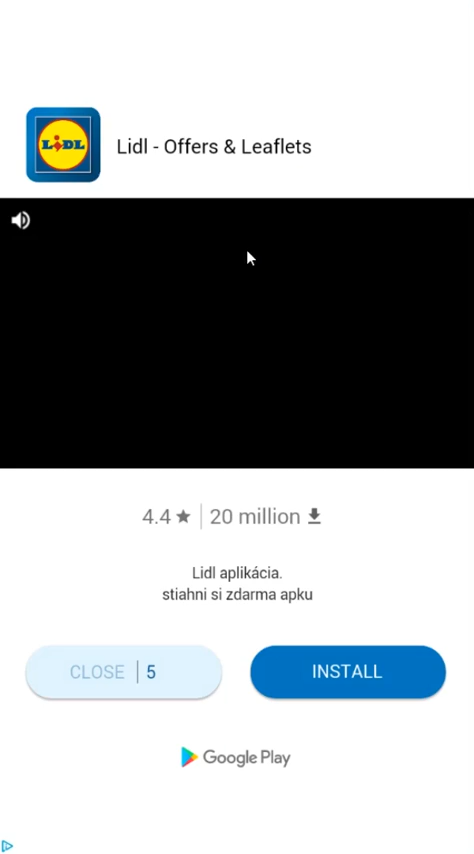 LIDL
Lidl - Offers & Leaflets
4.4 ★ | 20 million
Lidl aplikácia.
stiahni si zdarma apku
CLOSE | 5
INSTALL
Google Play